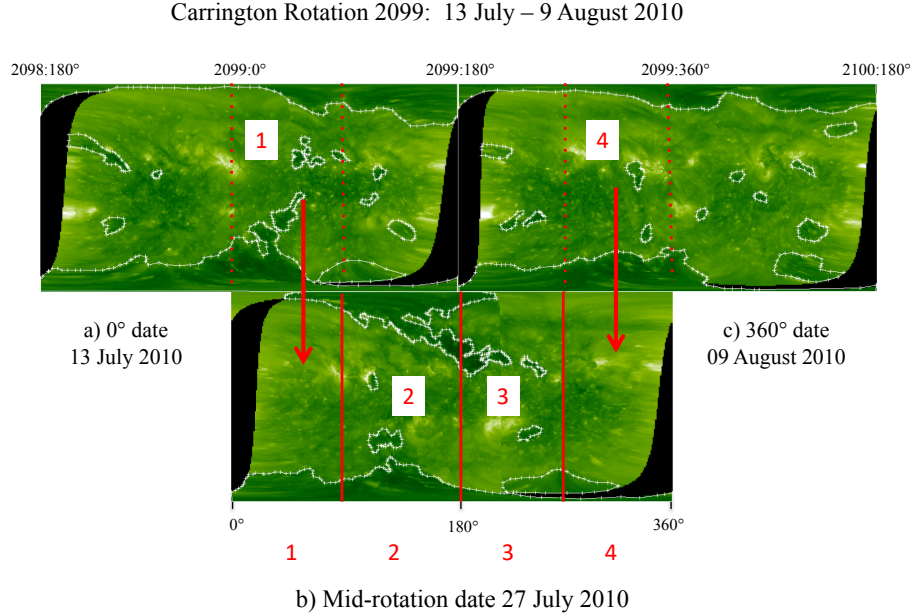 Carrington Rotation 2099: 13 July – 9 August 2010
2098:180° 2099:0° 2099:180° 2099:360° 2100:180°
1 4
a) 0° date
13 July 2010
c) 360° date
09 August 2010
2 3
0° 180° 360°
1 2 3 4
b) Mid-rotation date 27 July 2010